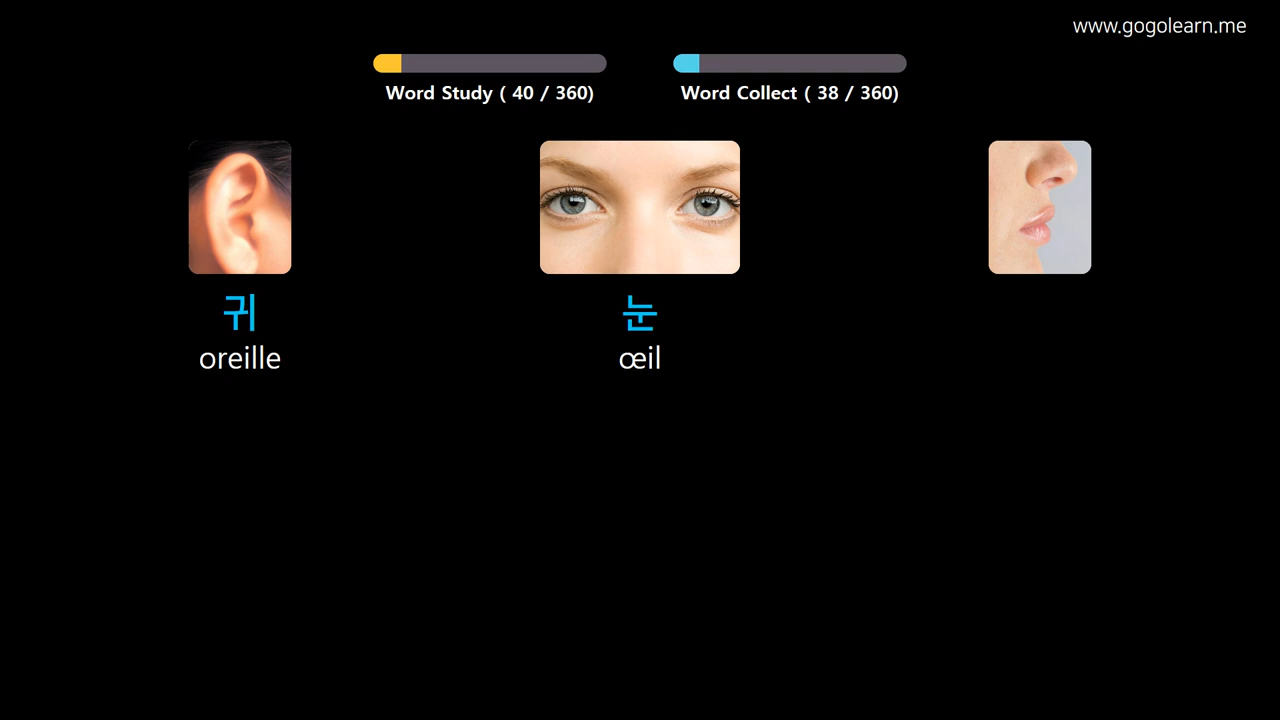 www.gogolearn.me
Word Study ( 40 / 360)
Word Collect ( 38 / 360)
귀
oreille
눈
œil